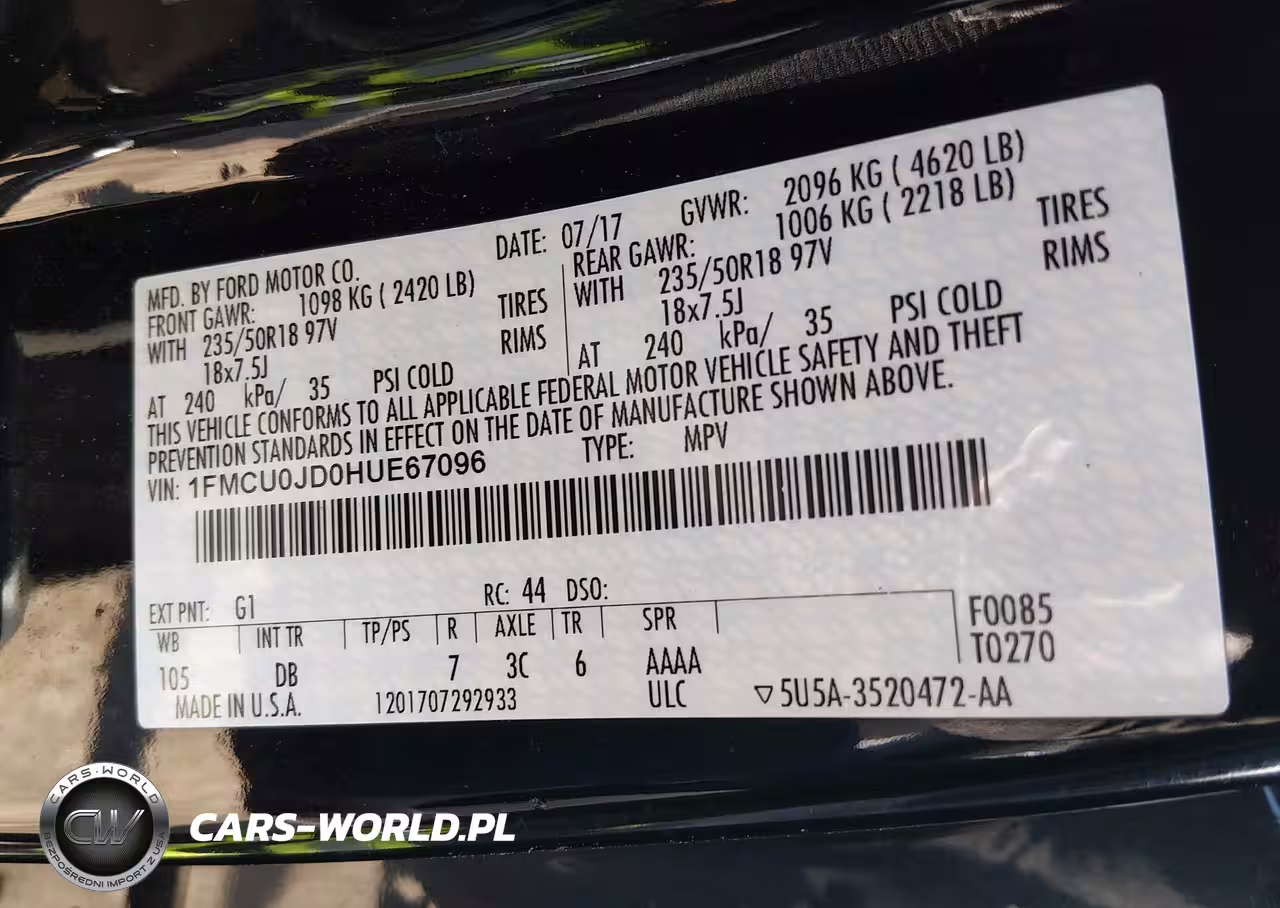 MFD. BY FORD MOTOR CO. DATE: 07/17 GVWR: 2096 KG ( 4620 LB)
FRONT GAWR: 1098 KG ( 2420 LB) REAR GAWR: 1006 KG ( 2218 LB)
WITH 235/50R18 97V TIRES WITH 235/50R18 97V TIRES
18x7.5J RIMS 18x7.5J RIMS
AT 240 kPa/ 35 PSI COLD AT 240 kPa/ 35 PSI COLD
THIS VEHICLE CONFORMS TO ALL APPLICABLE FEDERAL MOTOR VEHICLE SAFETY AND THEFT
PREVENTION STANDARDS IN EFFECT ON THE DATE OF MANUFACTURE SHOWN ABOVE.
VIN: 1FMCU0JD0HUE67096 TYPE: MPV
EXT PNT: G1 RC: 44 DSO:
WB INT TR TP/PS R AXLE TR SPR F0085
105 DB 7 3C 6 AAAA T0270
MADE IN U.S.A. 1201707292933 ULC ▽5U5A-3520472-AA
CARS-WORLD
CW
BEZPOŚREDNI IMPORT Z USA
CARS-WORLD.PL